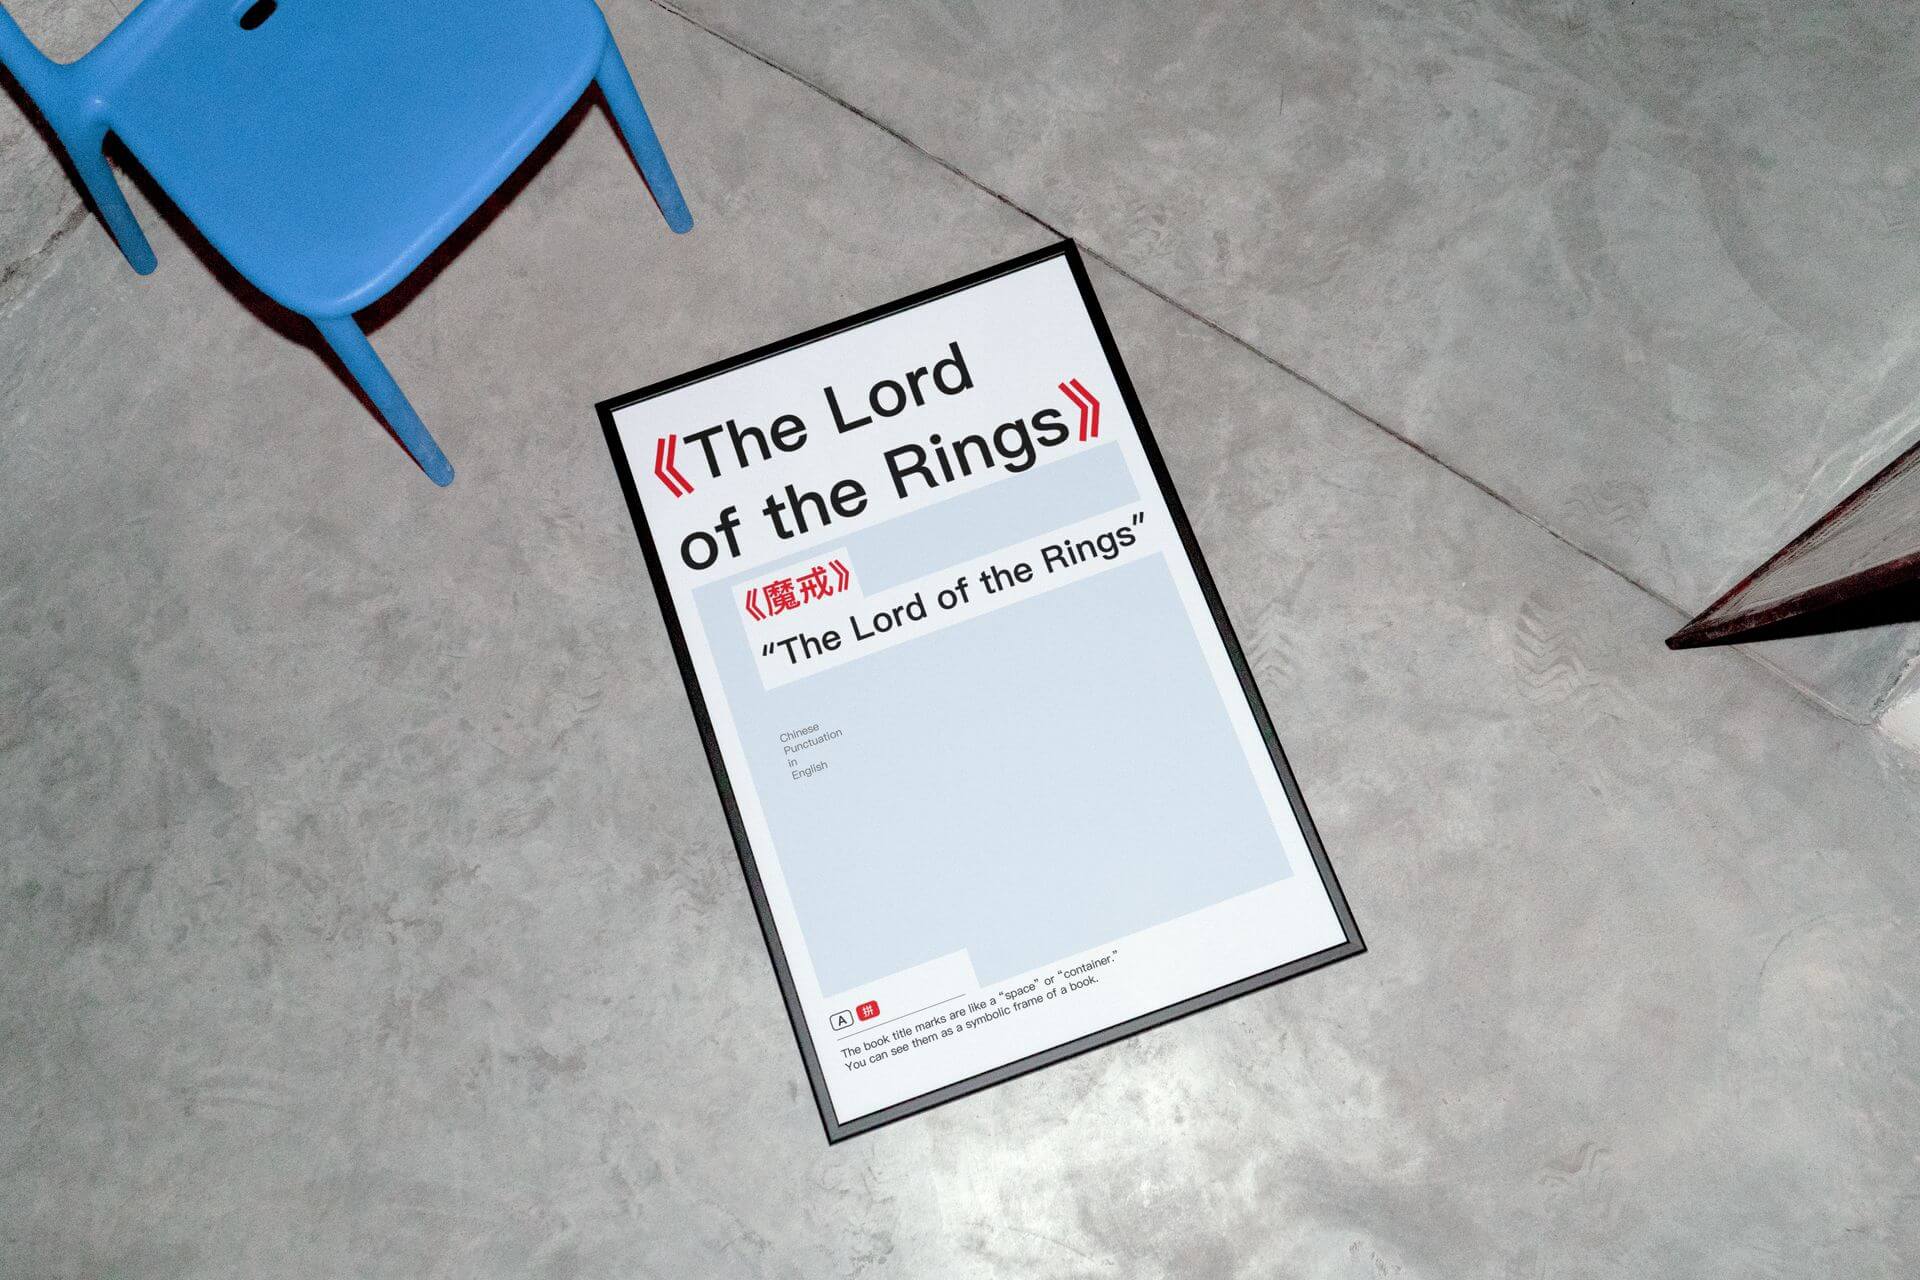 《The Lord
of the Rings》
《魔戒》
“The Lord of the Rings”
Chinese
Punctuation
in
English
A 拼
The book title marks are like a “space” or “container.”
You can see them as a symbolic frame of a book.